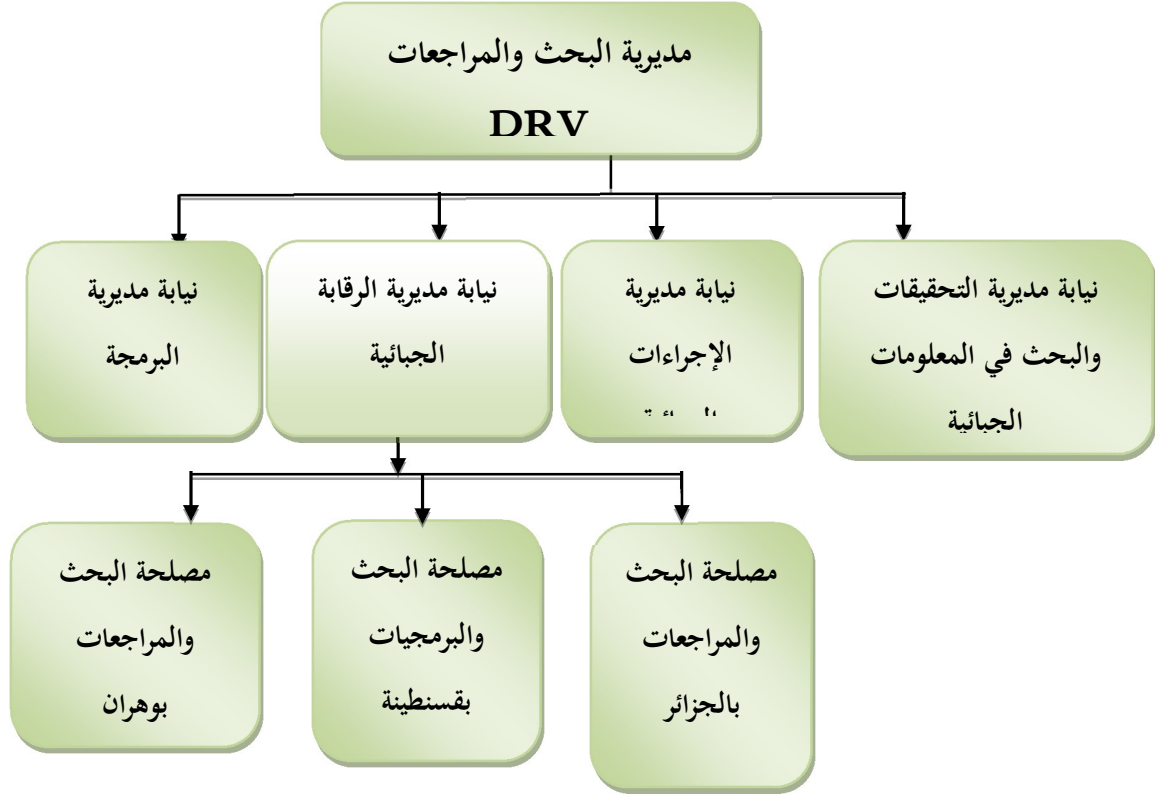 مديرية البحث والمراجعات
DRV
نيابة مديرية التحقيقات
والبحث في المعلومات
الجبائية
نيابة مديرية
الإجراءات
نيابة مديرية الرقابة
الجبائية
نيابة مديرية
البرمجة
مصلحة البحث
والمراجعات
بالجزائر
مصلحة البحث
والبرمجيات
بقسنطينة
مصلحة البحث
والمراجعات
بوهران